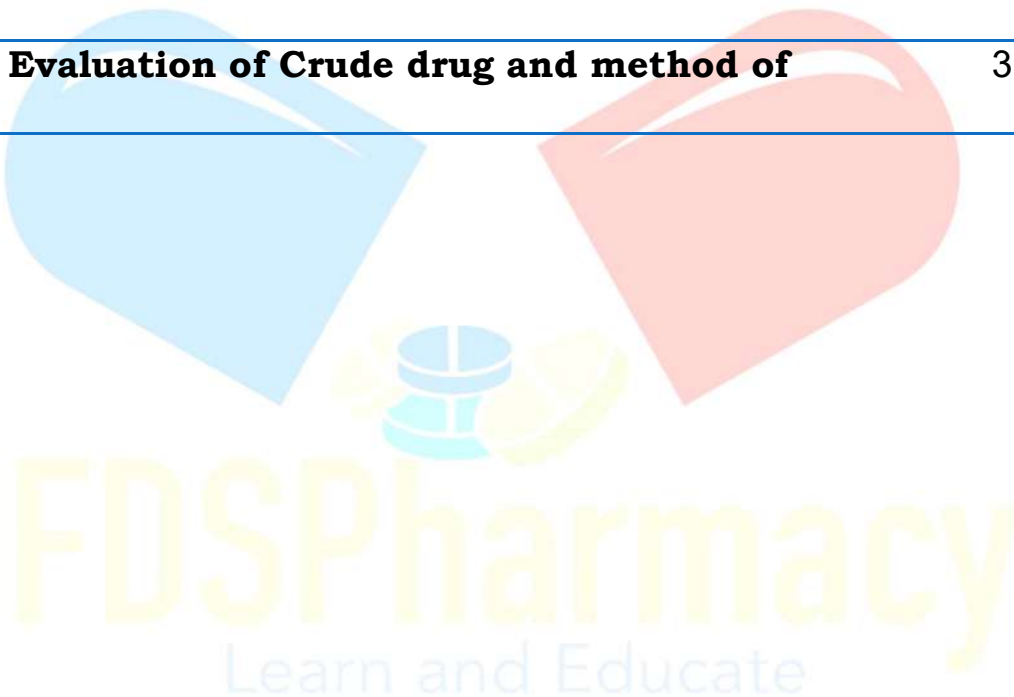 Evaluation of Crude drug and method of 3
FDSPharmacy
Learn and Educate